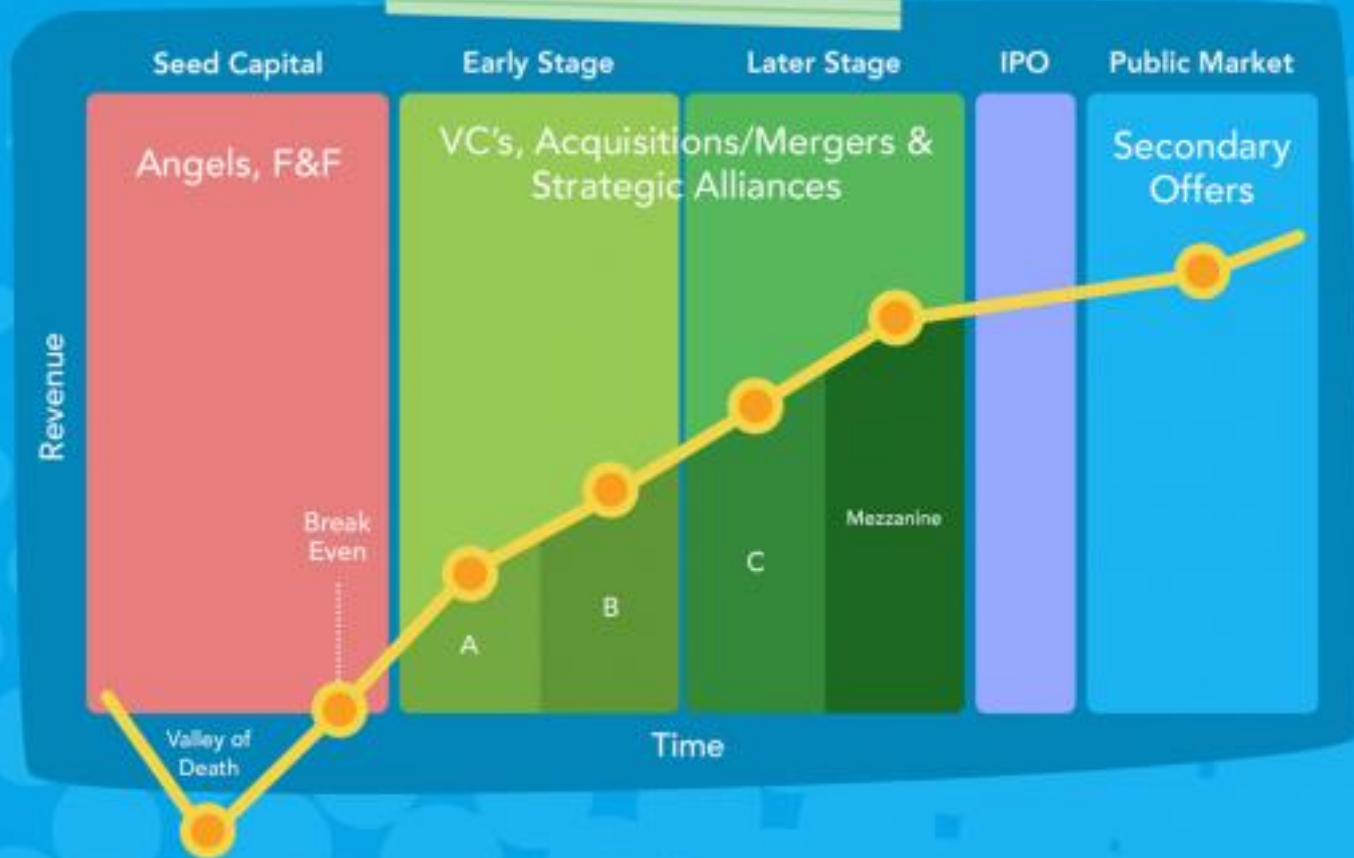 Seed Capital
Early Stage
Later Stage
IPO
Public Market
Angels, F&F
VC's, Acquisitions/Mergers &
Strategic Alliances
Secondary
Offers
Revenue
Break
Even
Mezzanine
C
B
A
Valley of
Death
Time